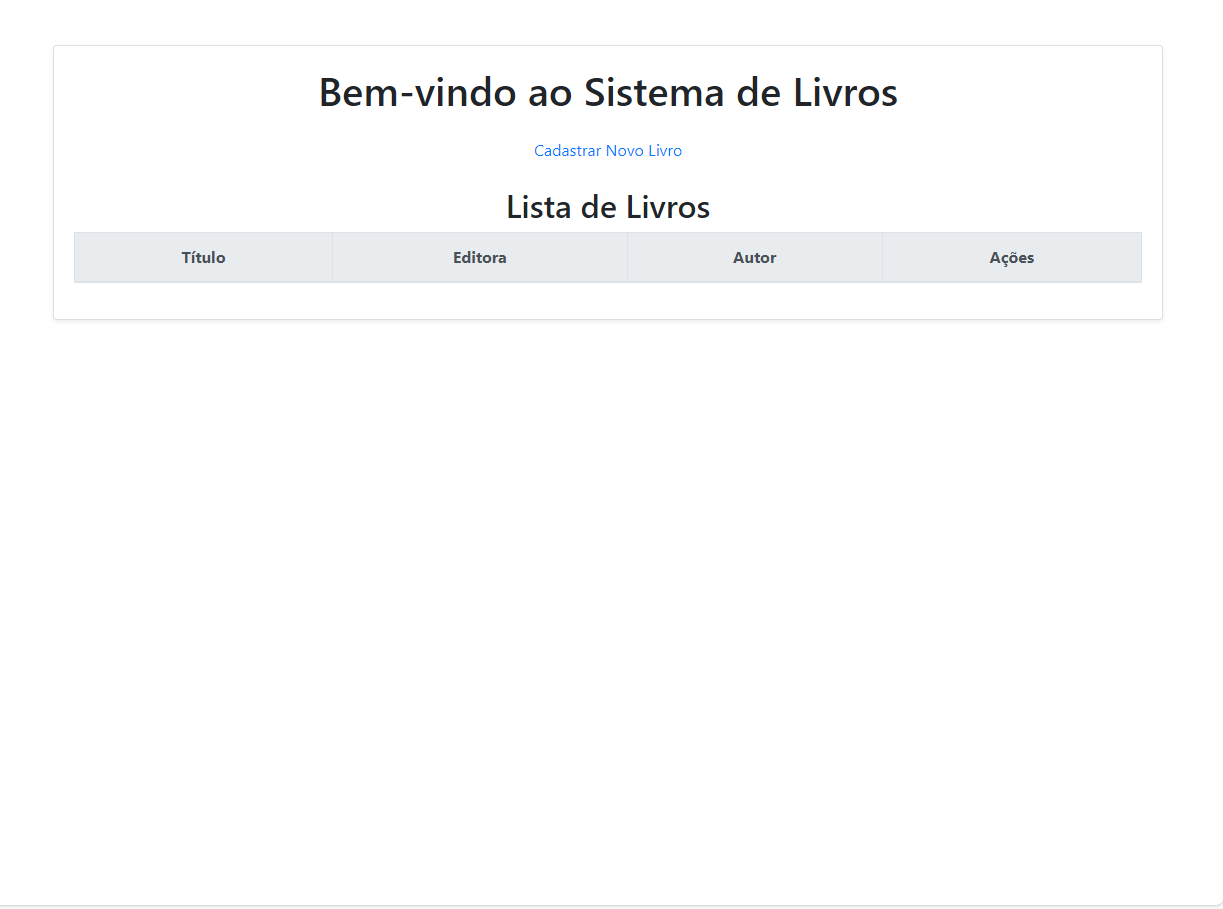 Bem-vindo ao Sistema de Livros
Cadastrar Novo Livro
Lista de Livros
Título Editora Autor Ações